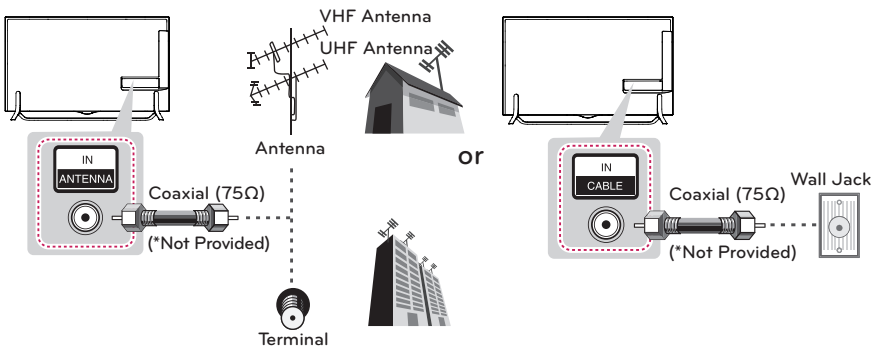 VHF Antenna
UHF Antenna
Antenna
IN
ANTENNA
Coaxial (75Ω)
(*Not Provided)
Terminal
or
IN
CABLE
Coaxial (75Ω)
(*Not Provided)
Wall Jack